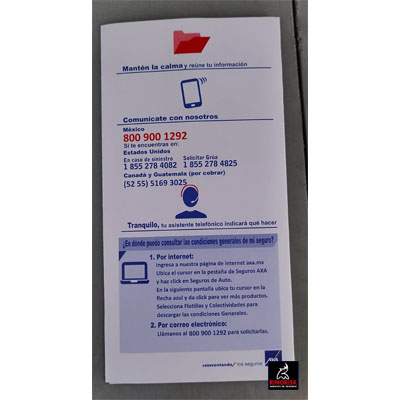 Mantén la calma y reúne tu información
Comunícate con nosotros
México
800 900 1292
Si te encuentras en:
Estados Unidos
En case de siniestro Solicitar Grúa
1 855 278 4082 1 855 278 4825
Canadá y Guatemala (por cobrar)
(52 55) 5169 3025
Tranquilo, tu asistente telefónico indicará qué hacer
¿En dónde puedo consultar las condiciones generales de mi seguro?
1. Por internet:
Ingresa a nuestra página de internet axa.mx
Ubica el cursor en la pestaña de Seguros AXA
y haz click en Seguros de Auto.
En la siguiente pantalla ubica tu cursor en la
flecha azul y da click para ver más productos.
Selecciona Flotillas y Colectividades para
descargar las condiciones Generales.
2. Por correo electrónico:
Llámanos al 800 900 1292 para solicitarlas.
reinventando / los seguros
AXA
RINORISK